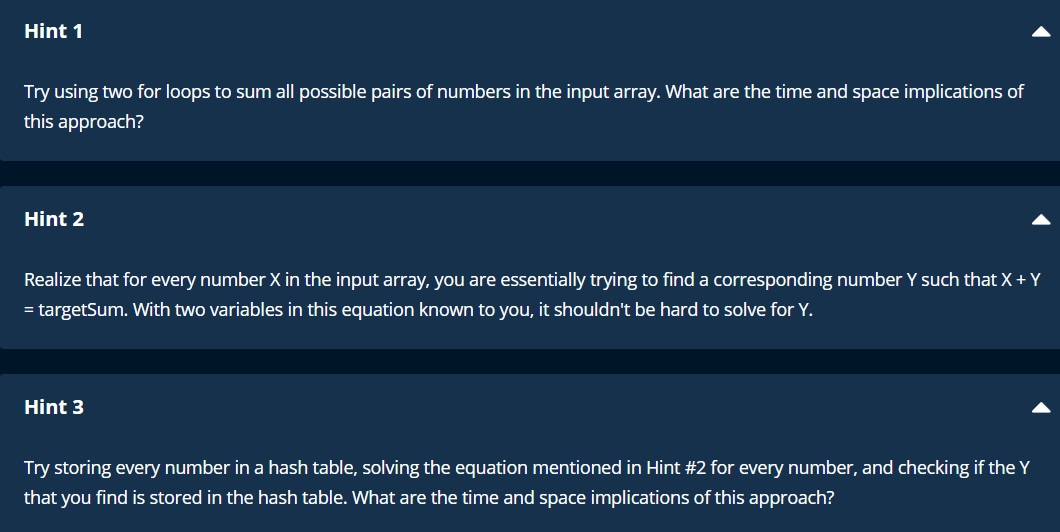 Hint 1
Try using two for loops to sum all possible pairs of numbers in the input array. What are the time and space implications of
this approach?
Hint 2
Realize that for every number X in the input array, you are essentially trying to find a corresponding number Y such that X + Y
= targetSum. With two variables in this equation known to you, it shouldn't be hard to solve for Y.
Hint 3
Try storing every number in a hash table, solving the equation mentioned in Hint #2 for every number, and checking if the Y
that you find is stored in the hash table. What are the time and space implications of this approach?